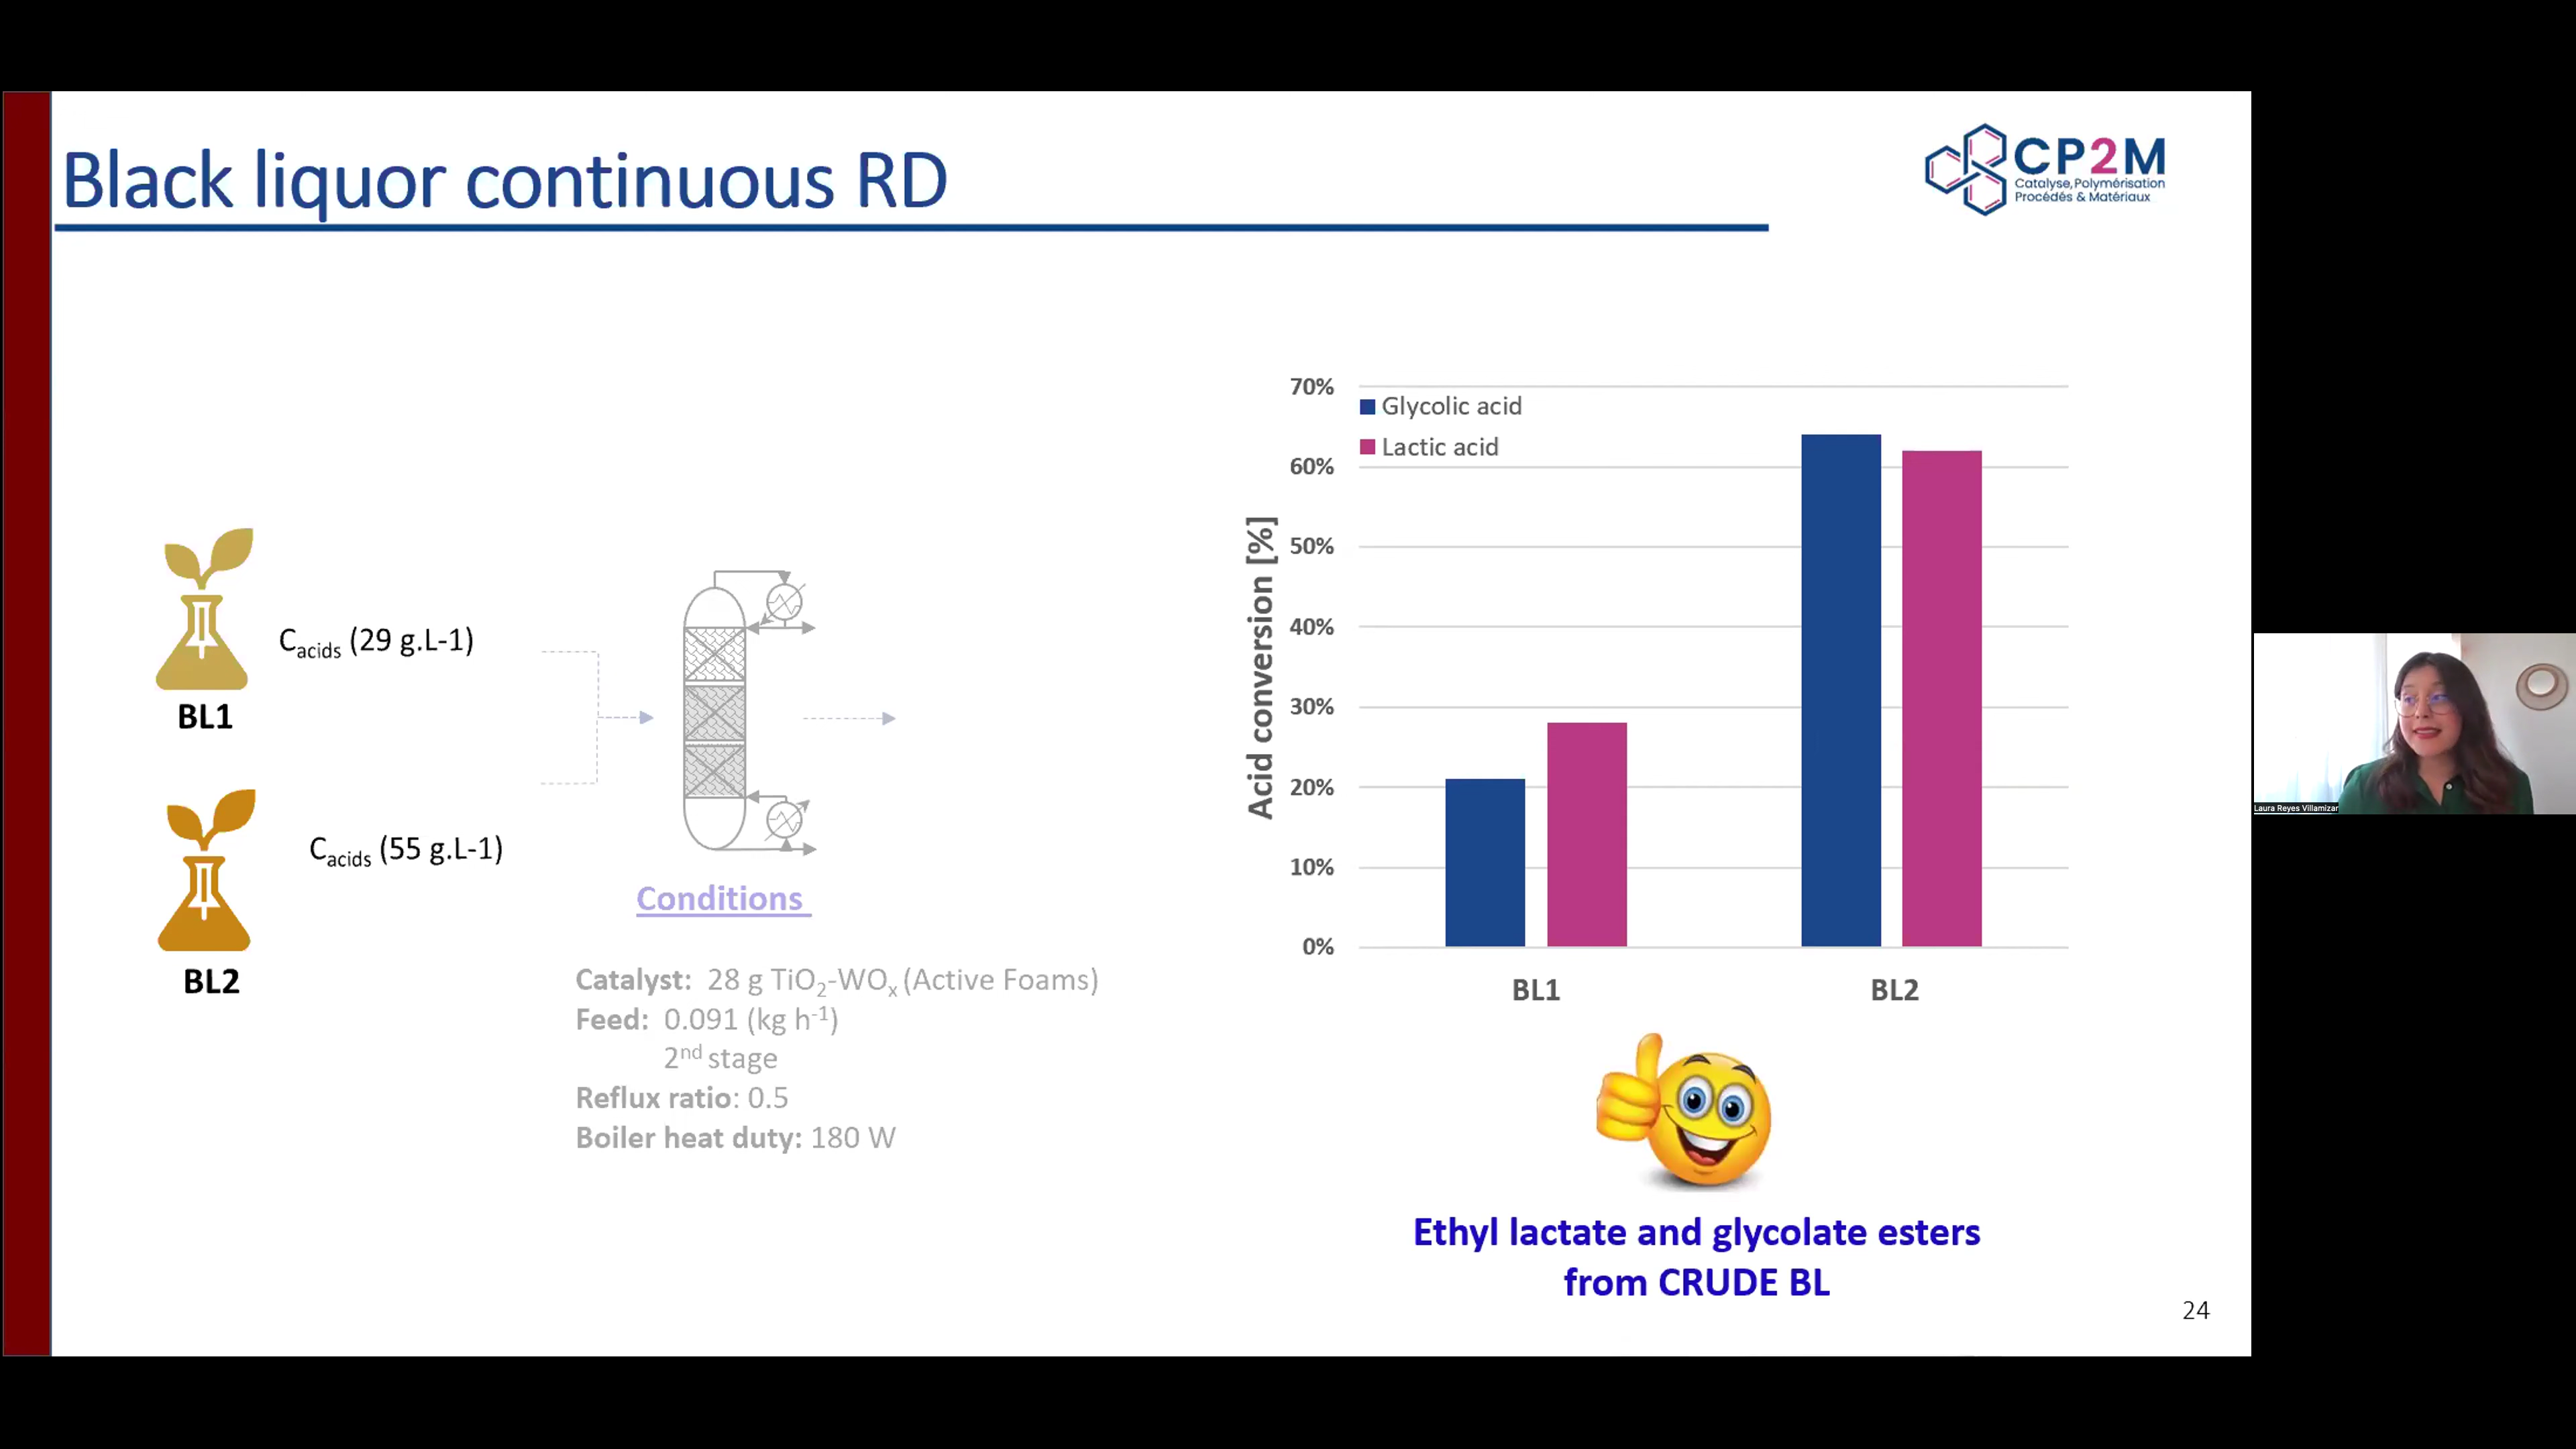 Black liquor continuous RD
CP2M
Catalyse, Polymérisation
Procédés & Matériaux
Cacids (29 g.L-1)
BL1
Cacids (55 g.L-1)
BL2
Conditions
Catalyst: 28 g TiO2-WOx (Active Foams)
Feed: 0.091 (kg h-1)
2nd stage
Reflux ratio: 0.5
Boiler heat duty: 180 W
Acid conversion [%]
70%
60%
50%
40%
30%
20%
10%
0%
Glycolic acid
Lactic acid
BL1
BL2
Ethyl lactate and glycolate esters
from CRUDE BL
24
Laura Reyes Villamizar